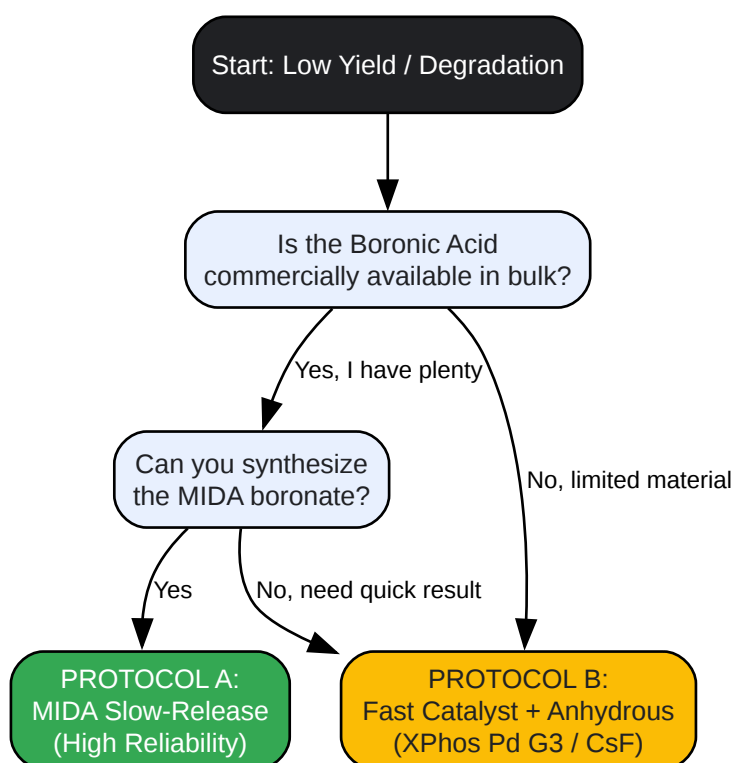 Start: Low Yield / Degradation
Is the Boronic Acid
commercially available in bulk?
Yes, I have plenty
Can you synthesize
the MIDA boronate?
No, limited material
Yes
No, need quick result
PROTOCOL A:
MIDA Slow-Release
(High Reliability)
PROTOCOL B:
Fast Catalyst + Anhydrous
(XPhos Pd G3 / CsF)